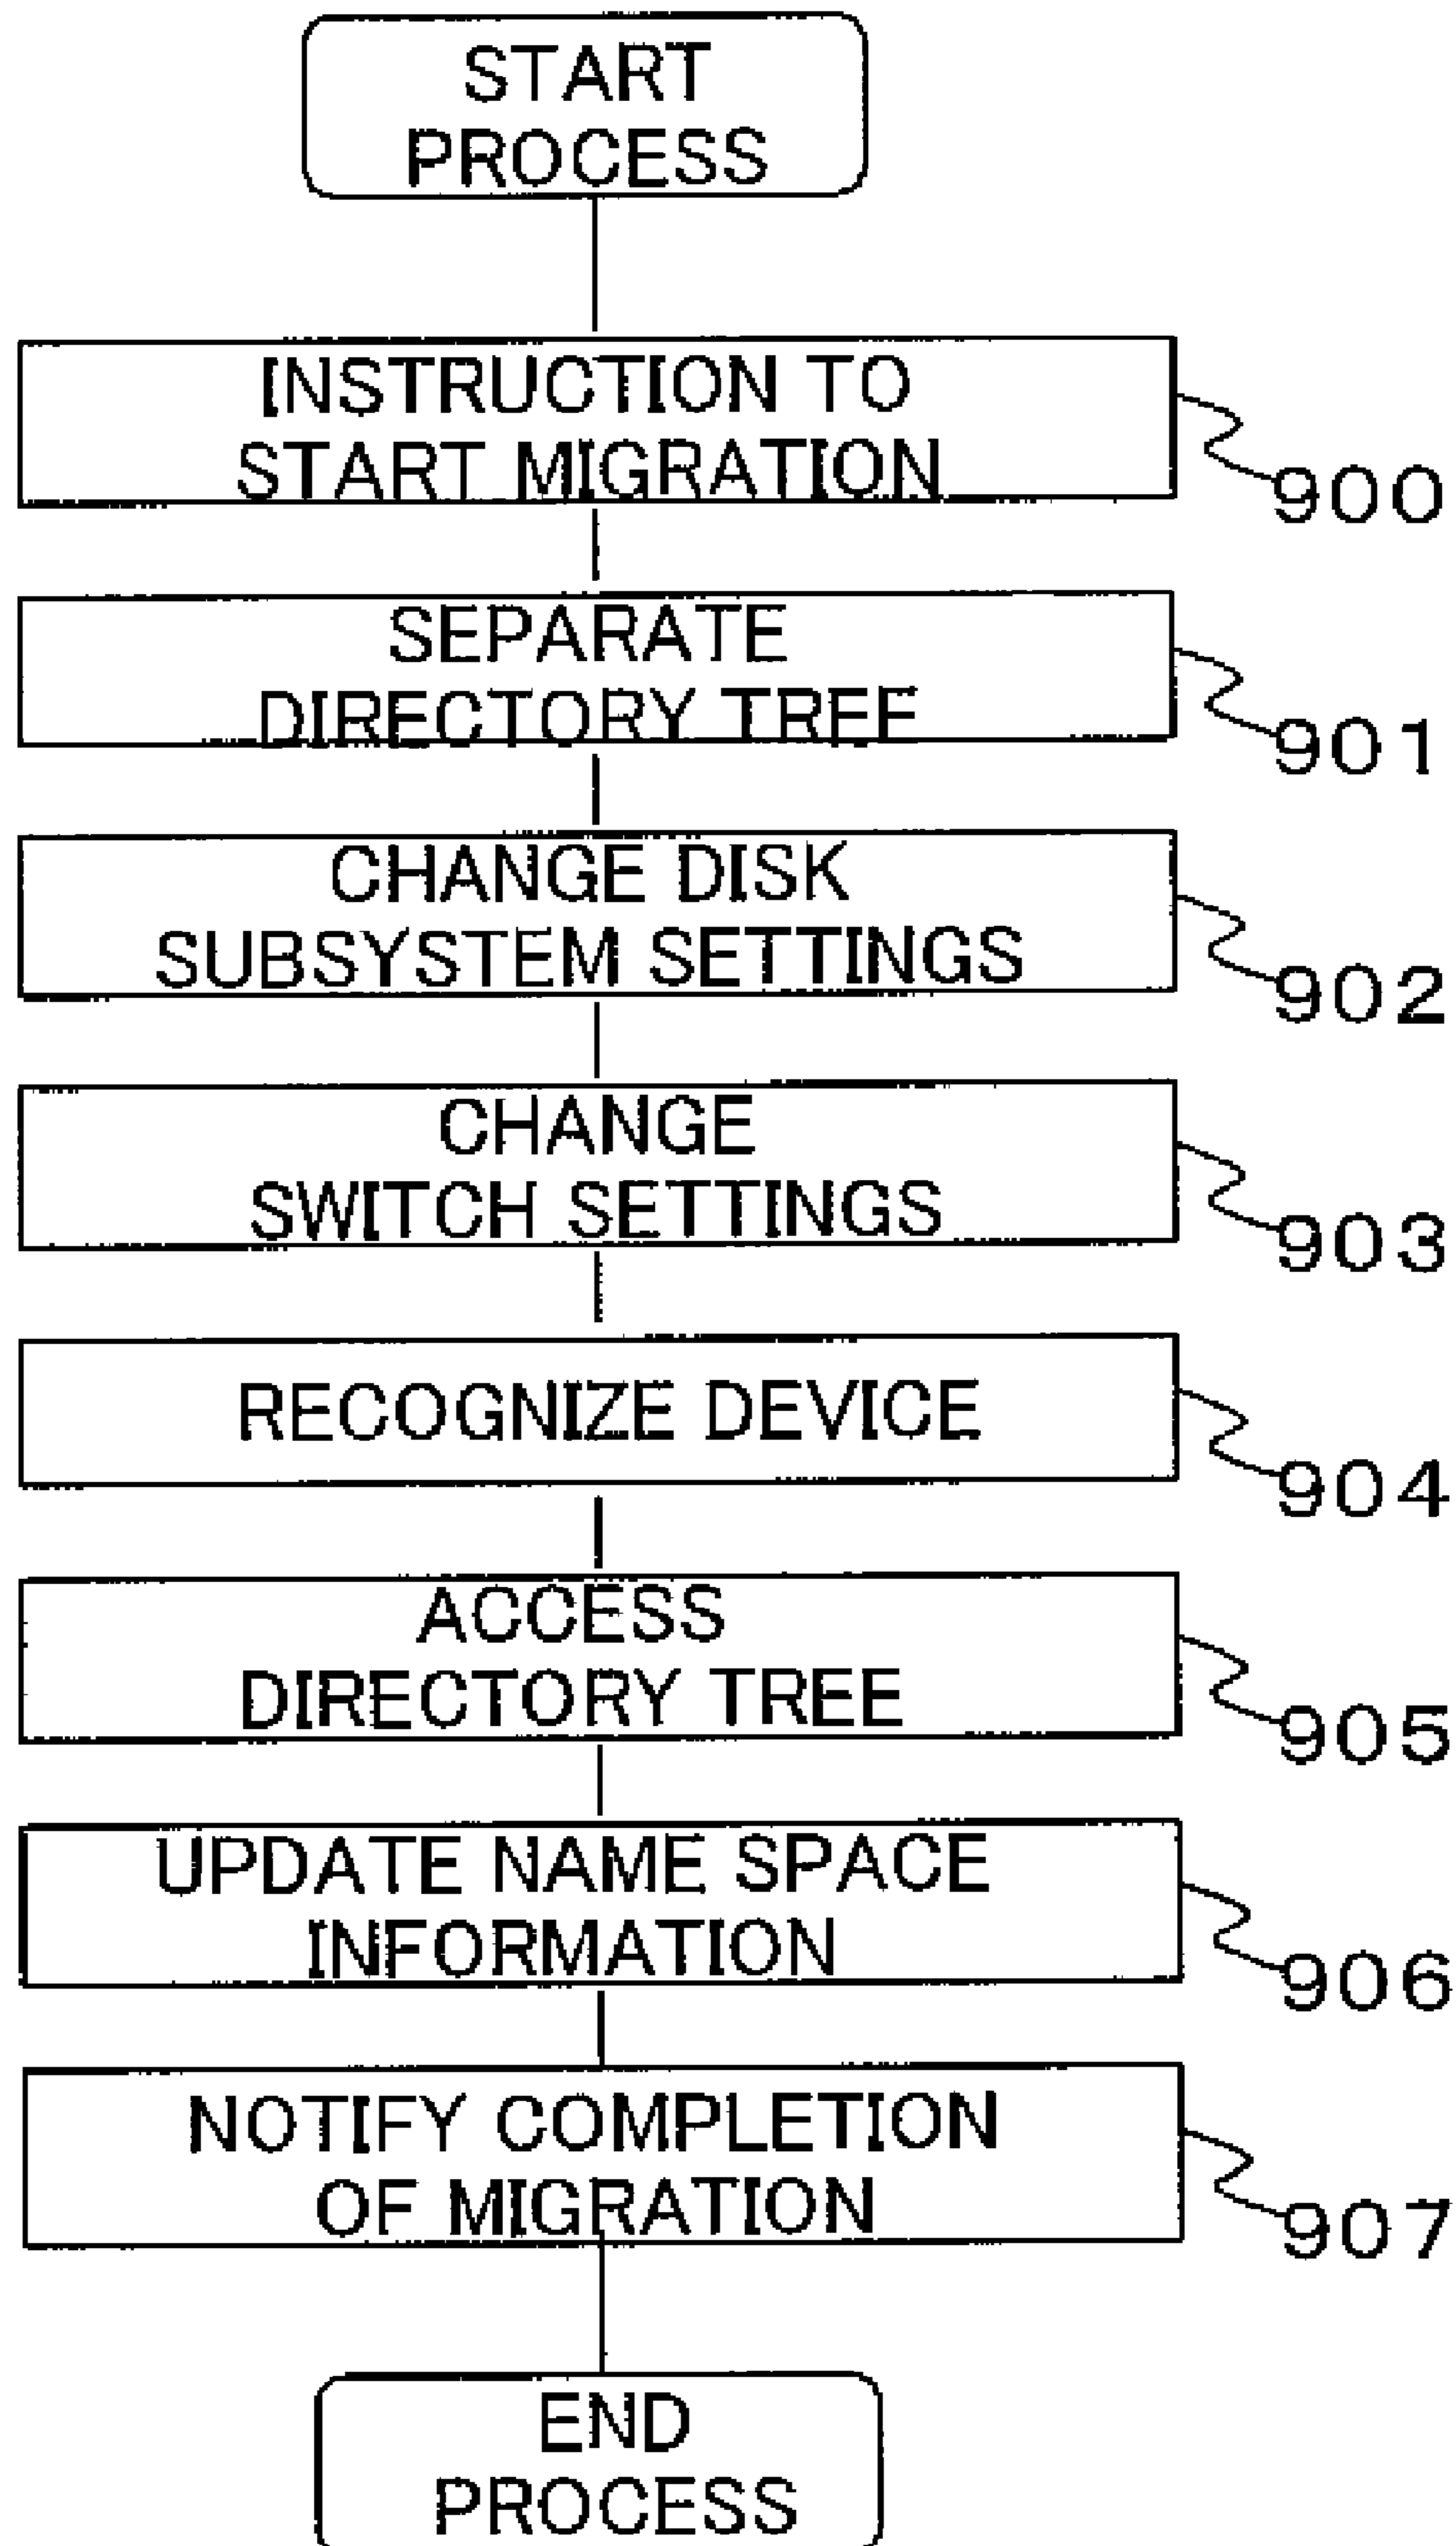 START
PROCESS
INSTRUCTION TO
START MIGRATION
900
SEPARATE
DIRECTORY TREE
901
CHANGE DISK
SUBSYSTEM SETTINGS
902
CHANGE
SWITCH SETTINGS
903
RECOGNIZE DEVICE
904
ACCESS
DIRECTORY TREE
905
UPDATE NAME SPACE
INFORMATION
906
NOTIFY COMPLETION
OF MIGRATION
907
END
PROCESS